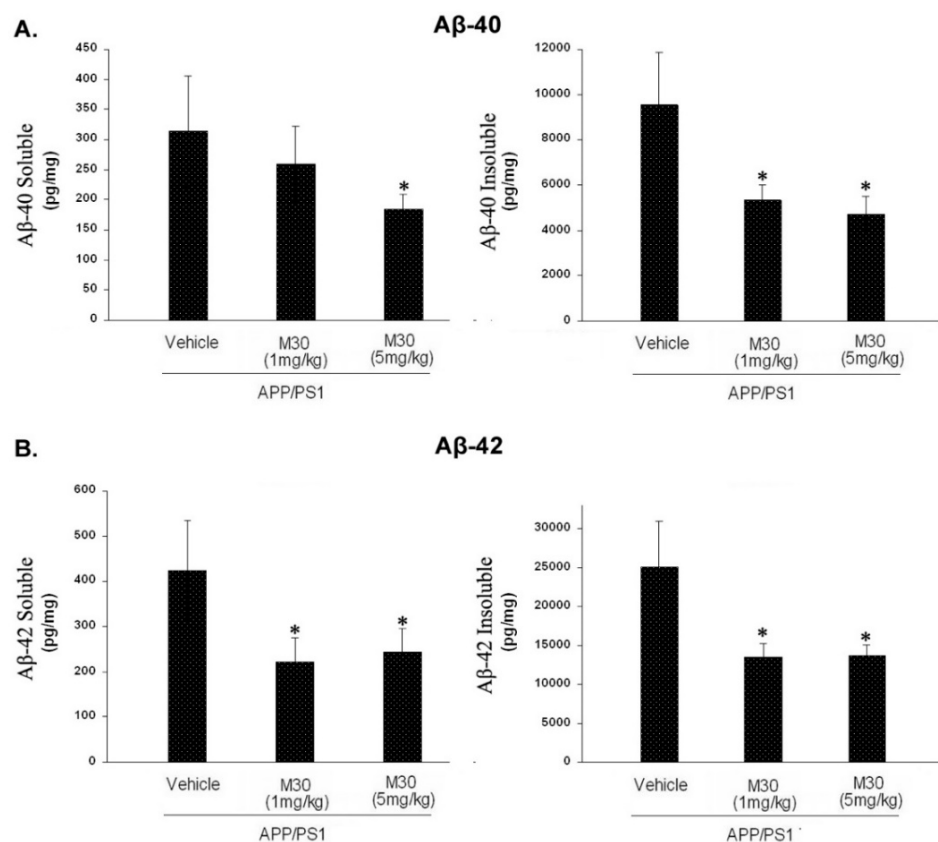 A.
Aβ-40
Aβ-40 Soluble
(pg/mg)
450
400
350
300
250
200
150
100
50
0
*
Vehicle
M30
(1mg/kg)
M30
(5mg/kg)
APP/PS1
Aβ-40 Insoluble
(pg/mg)
12000
10000
8000
6000
4000
2000
0
*
*
Vehicle
M30
(1mg/kg)
M30
(5mg/kg)
APP/PS1
B.
Aβ-42
Aβ-42 Soluble
(pg/mg)
600
500
400
300
200
100
0
*
*
Vehicle
M30
(1mg/kg)
M30
(5mg/kg)
APP/PS1
Aβ-42 Insoluble
(pg/mg)
30000
25000
20000
15000
10000
5000
0
*
*
Vehicle
M30
(1mg/kg)
M30
(5mg/kg)
APP/PS1